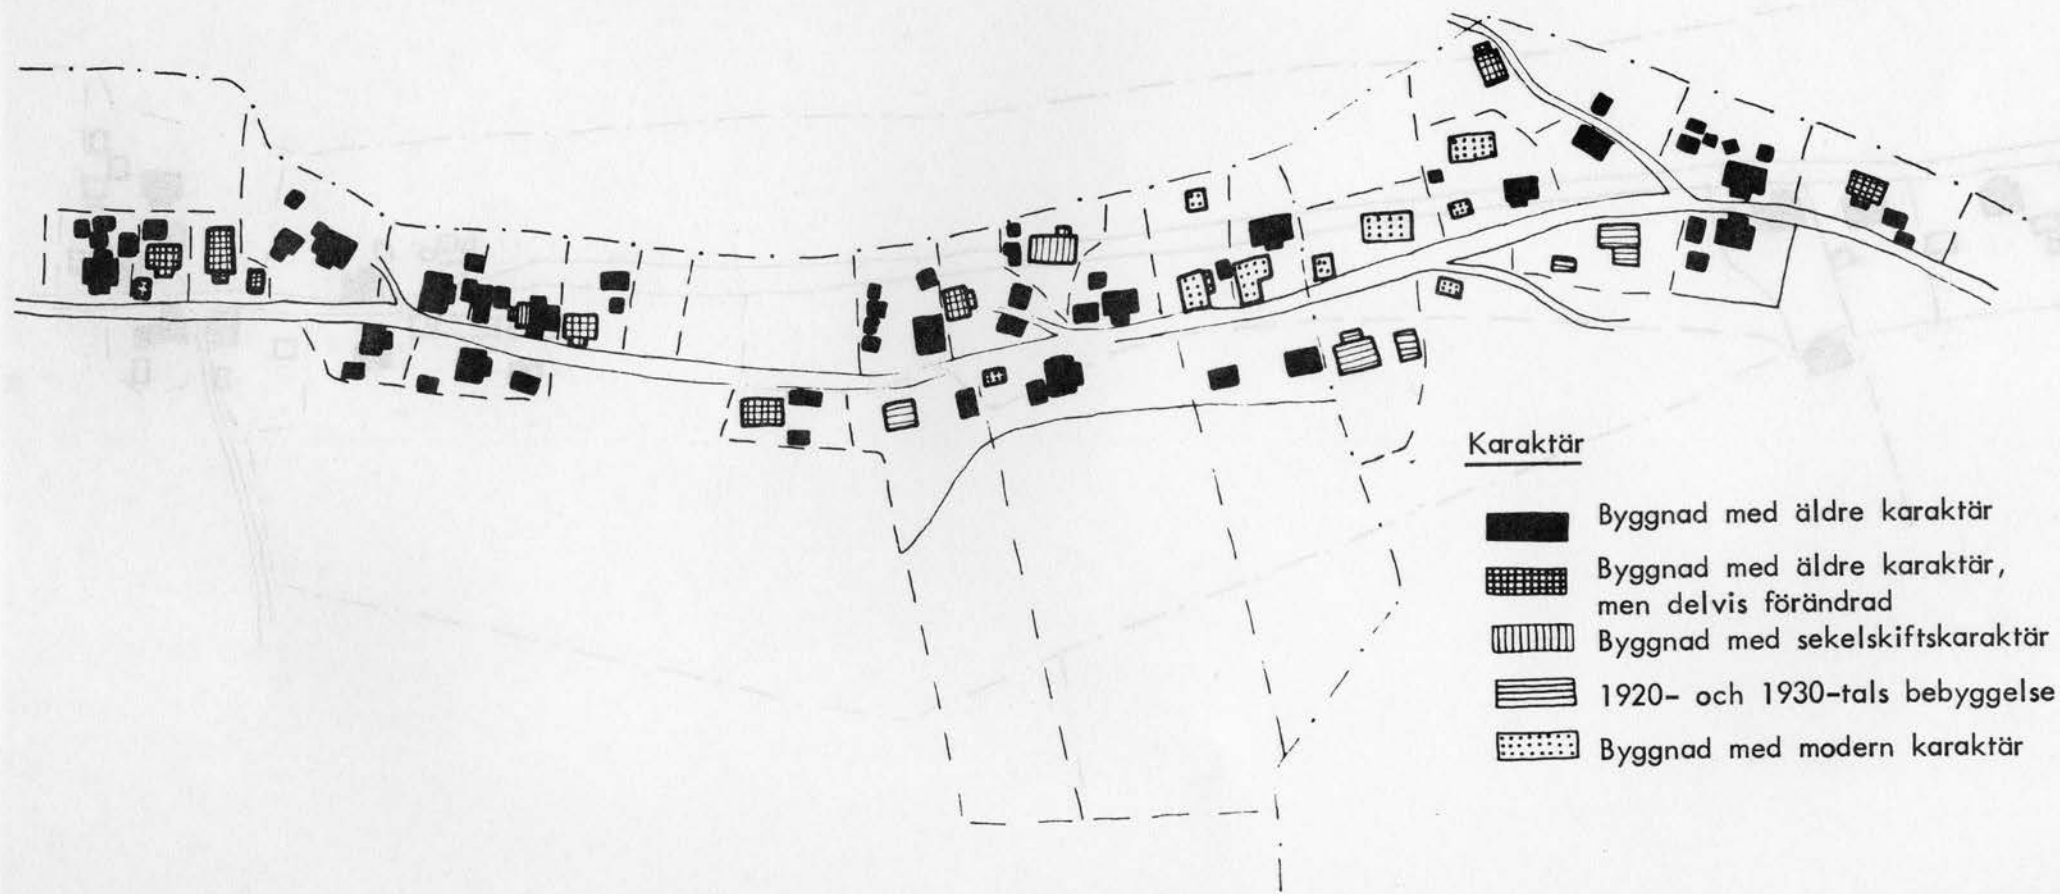 Karaktär
Byggnad med äldre karaktär
Byggnad med äldre karaktär,
men delvis förändrad
Byggnad med sekelskiftskaraktär
1920- och 1930-tals bebyggelse
Byggnad med modern karaktär